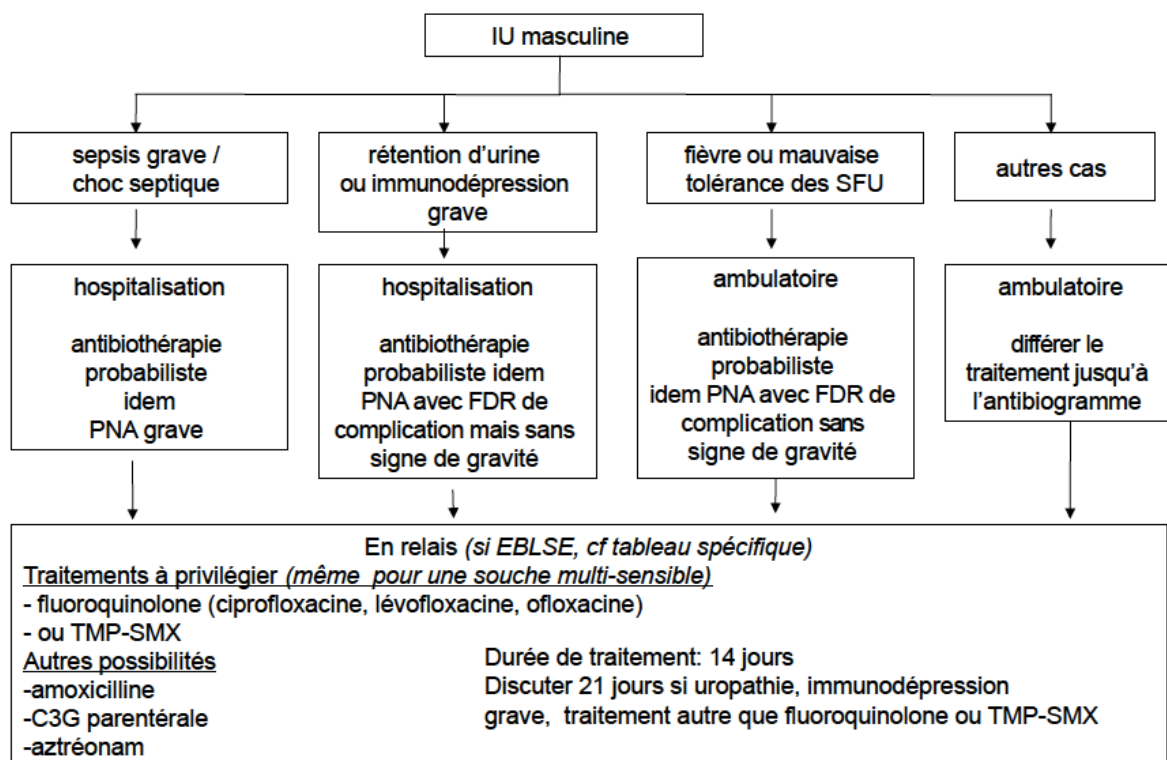 IU masculine
sepsis grave /
choc septique
rétention d'urine
ou immunodépression
grave
fièvre ou mauvaise
tolérance des SFU
autres cas
hospitalisation
antibiothérapie
probabiliste
idem
PNA grave
hospitalisation
antibiothérapie
probabiliste idem
PNA avec FDR de
complication mais sans
signe de gravité
ambulatoire
antibiothérapie
probabiliste
idem PNA avec FDR de
complication sans
signe de gravité
ambulatoire
différer le
traitement jusqu'à
l'antibiogramme
En relais (si EBLSE, cf tableau spécifique)
Traitements à privilégier (même pour une souche multi-sensible)
- fluoroquinolone (ciprofloxacine, lévofloxacine, ofloxacine)
- ou TMP-SMX
Autres possibilités
-amoxicilline
-C3G parentérale
-aztréonam
Durée de traitement: 14 jours
Discuter 21 jours si uropathie, immunodépression
grave, traitement autre que fluoroquinolone ou TMP-SMX